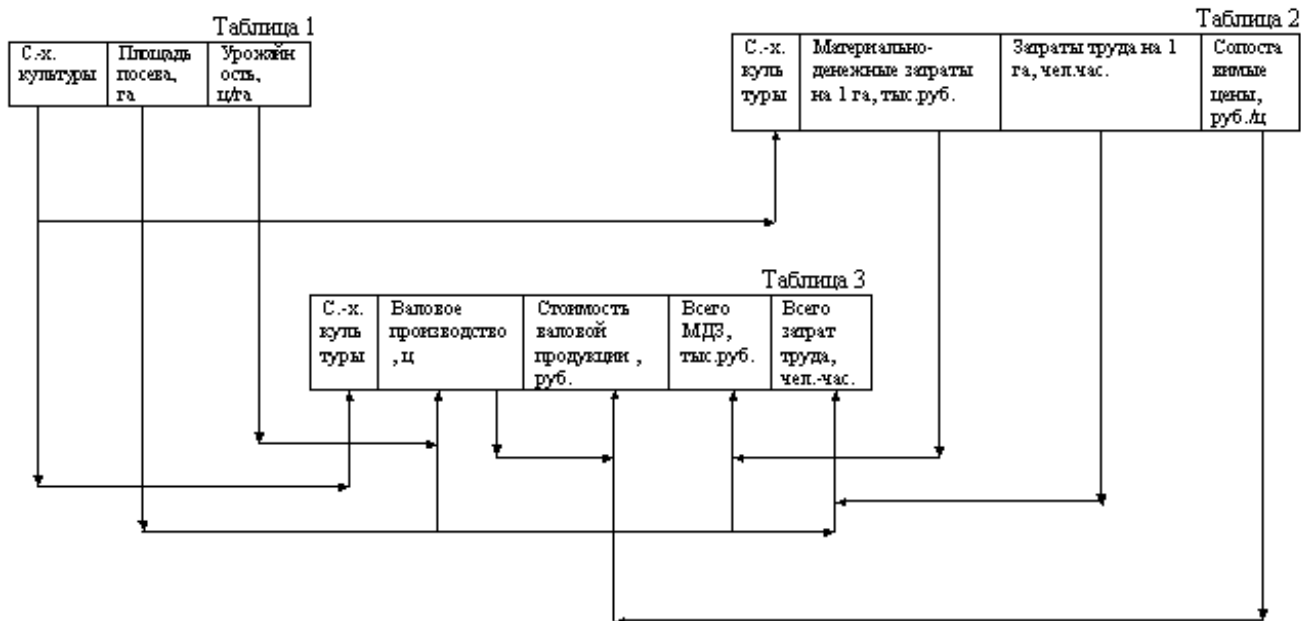 Таблица 1
С.-х.
культуры
Площадь
посева,
га
Урожайн
ость,
ц/га
Таблица 2
С.-х.
куль
туры
Материально-
денежные затраты
на 1 га, тыс.руб.
Затраты труда на 1
га, чел.час.
Сопоста
вимые
цены,
руб./ц
Таблица 3
С.-х.
куль
туры
Валовое
производство
, ц
Стоимость
валовой
продукции ,
руб.
Всего
МДЗ,
тыс.руб.
Всего
затрат
труда,
чел.-час.